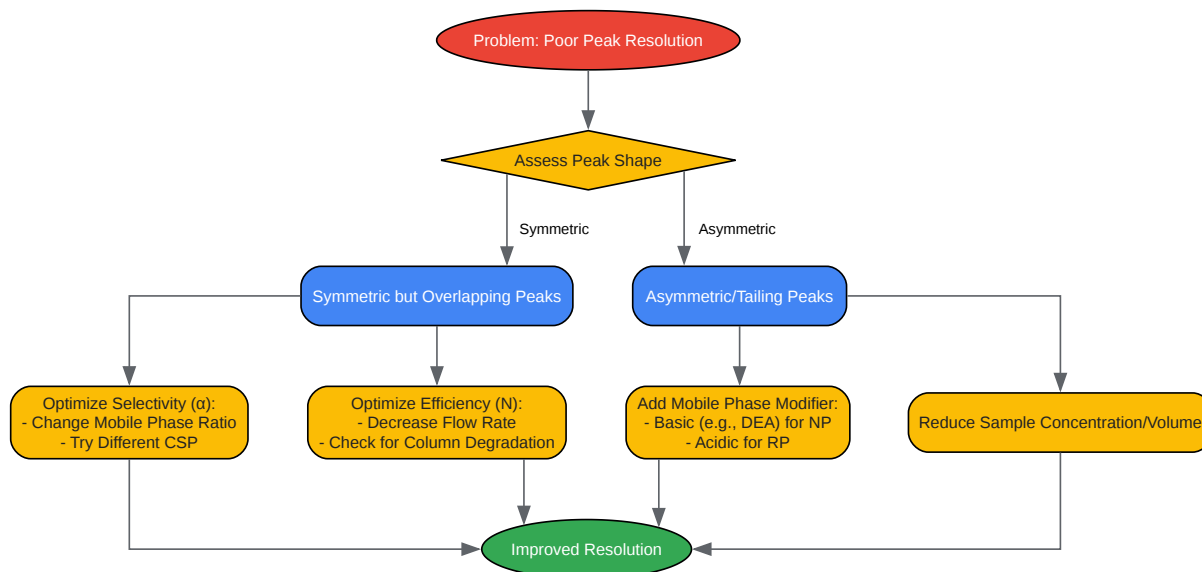 Problem: Poor Peak Resolution
Assess Peak Shape
Symmetric
Asymmetric
Symmetric but Overlapping Peaks
Asymmetric/Tailing Peaks
Optimize Selectivity (α):
- Change Mobile Phase Ratio
- Try Different CSP
Optimize Efficiency (N):
- Decrease Flow Rate
- Check for Column Degradation
Add Mobile Phase Modifier:
- Basic (e.g., DEA) for NP
- Acidic for RP
Reduce Sample Concentration/Volume
Improved Resolution